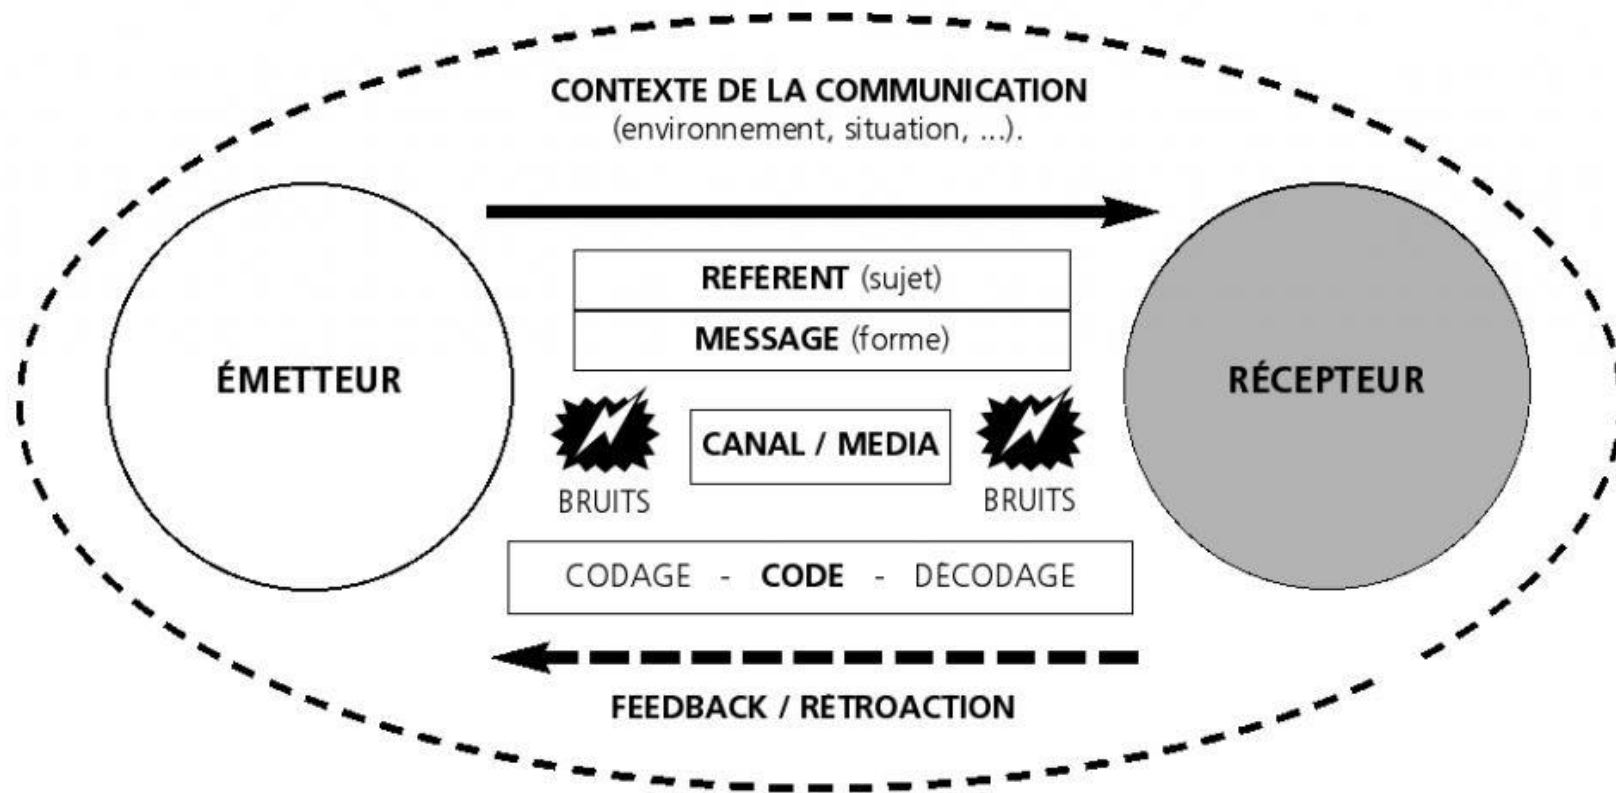 CONTEXTE DE LA COMMUNICATION
(environnement, situation, ...).
RÉFÉRENT (sujet)
MESSAGE (forme)
ÉMETTEUR
RÉCEPTEUR
CANAL / MEDIA
BRUITS
BRUITS
CODAGE - CODE - DÉCODAGE
FEEDBACK / RÉTROACTION